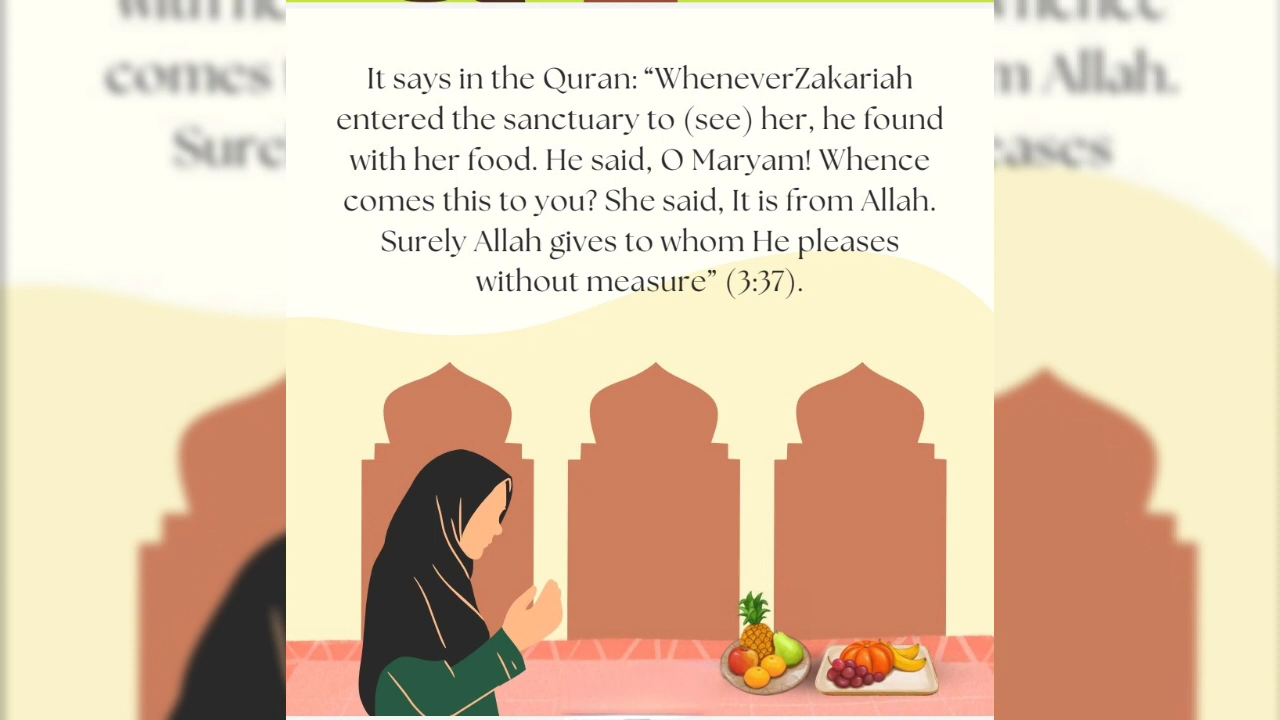 It says in the Quran: “WheneverZakariah
entered the sanctuary to (see) her, he found
with her food. He said, O Maryam! Whence
comes this to you? She said, It is from Allah.
Surely Allah gives to whom He pleases
without measure” (3:37).